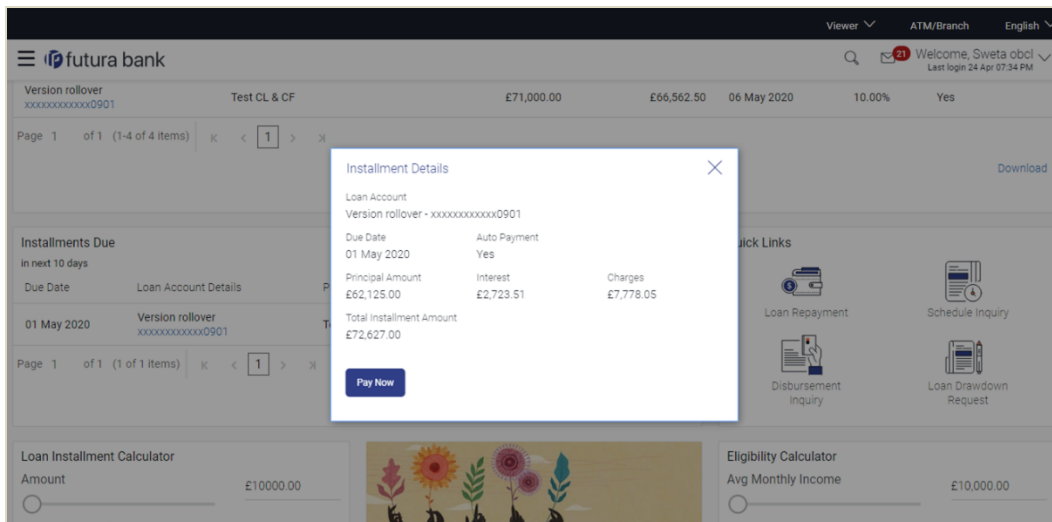 Viewer ATM/Branch English
futura bank
21 Welcome, Sweta obcl
Last login 24 Apr 07:34 PM
Version rollover
xxxxxxxxxxxx0901 Test CL & CF £71,000.00 £66,562.50 06 May 2020 10.00% Yes
Page 1 of 1 (1-4 of 4 items) 1
Download
Installment Details
Loan Account
Version rollover - xxxxxxxxxxxx0901
Due Date Auto Payment
01 May 2020 Yes
Principal Amount Interest Charges
£62,125.00 £2,723.51 £7,778.05
Total Installment Amount
£72,627.00
Pay Now
Installments Due
in next 10 days
Due Date Loan Account Details P
01 May 2020 Version rollover
xxxxxxxxxxxx0901
Page 1 of 1 (1 of 1 items) 1
uick Links
Loan Repayment Schedule Inquiry
Disbursement Inquiry
Loan Drawdown Request
Loan Installment Calculator
Amount
£10000.00
Eligibility Calculator
Avg Monthly Income
£10,000.00